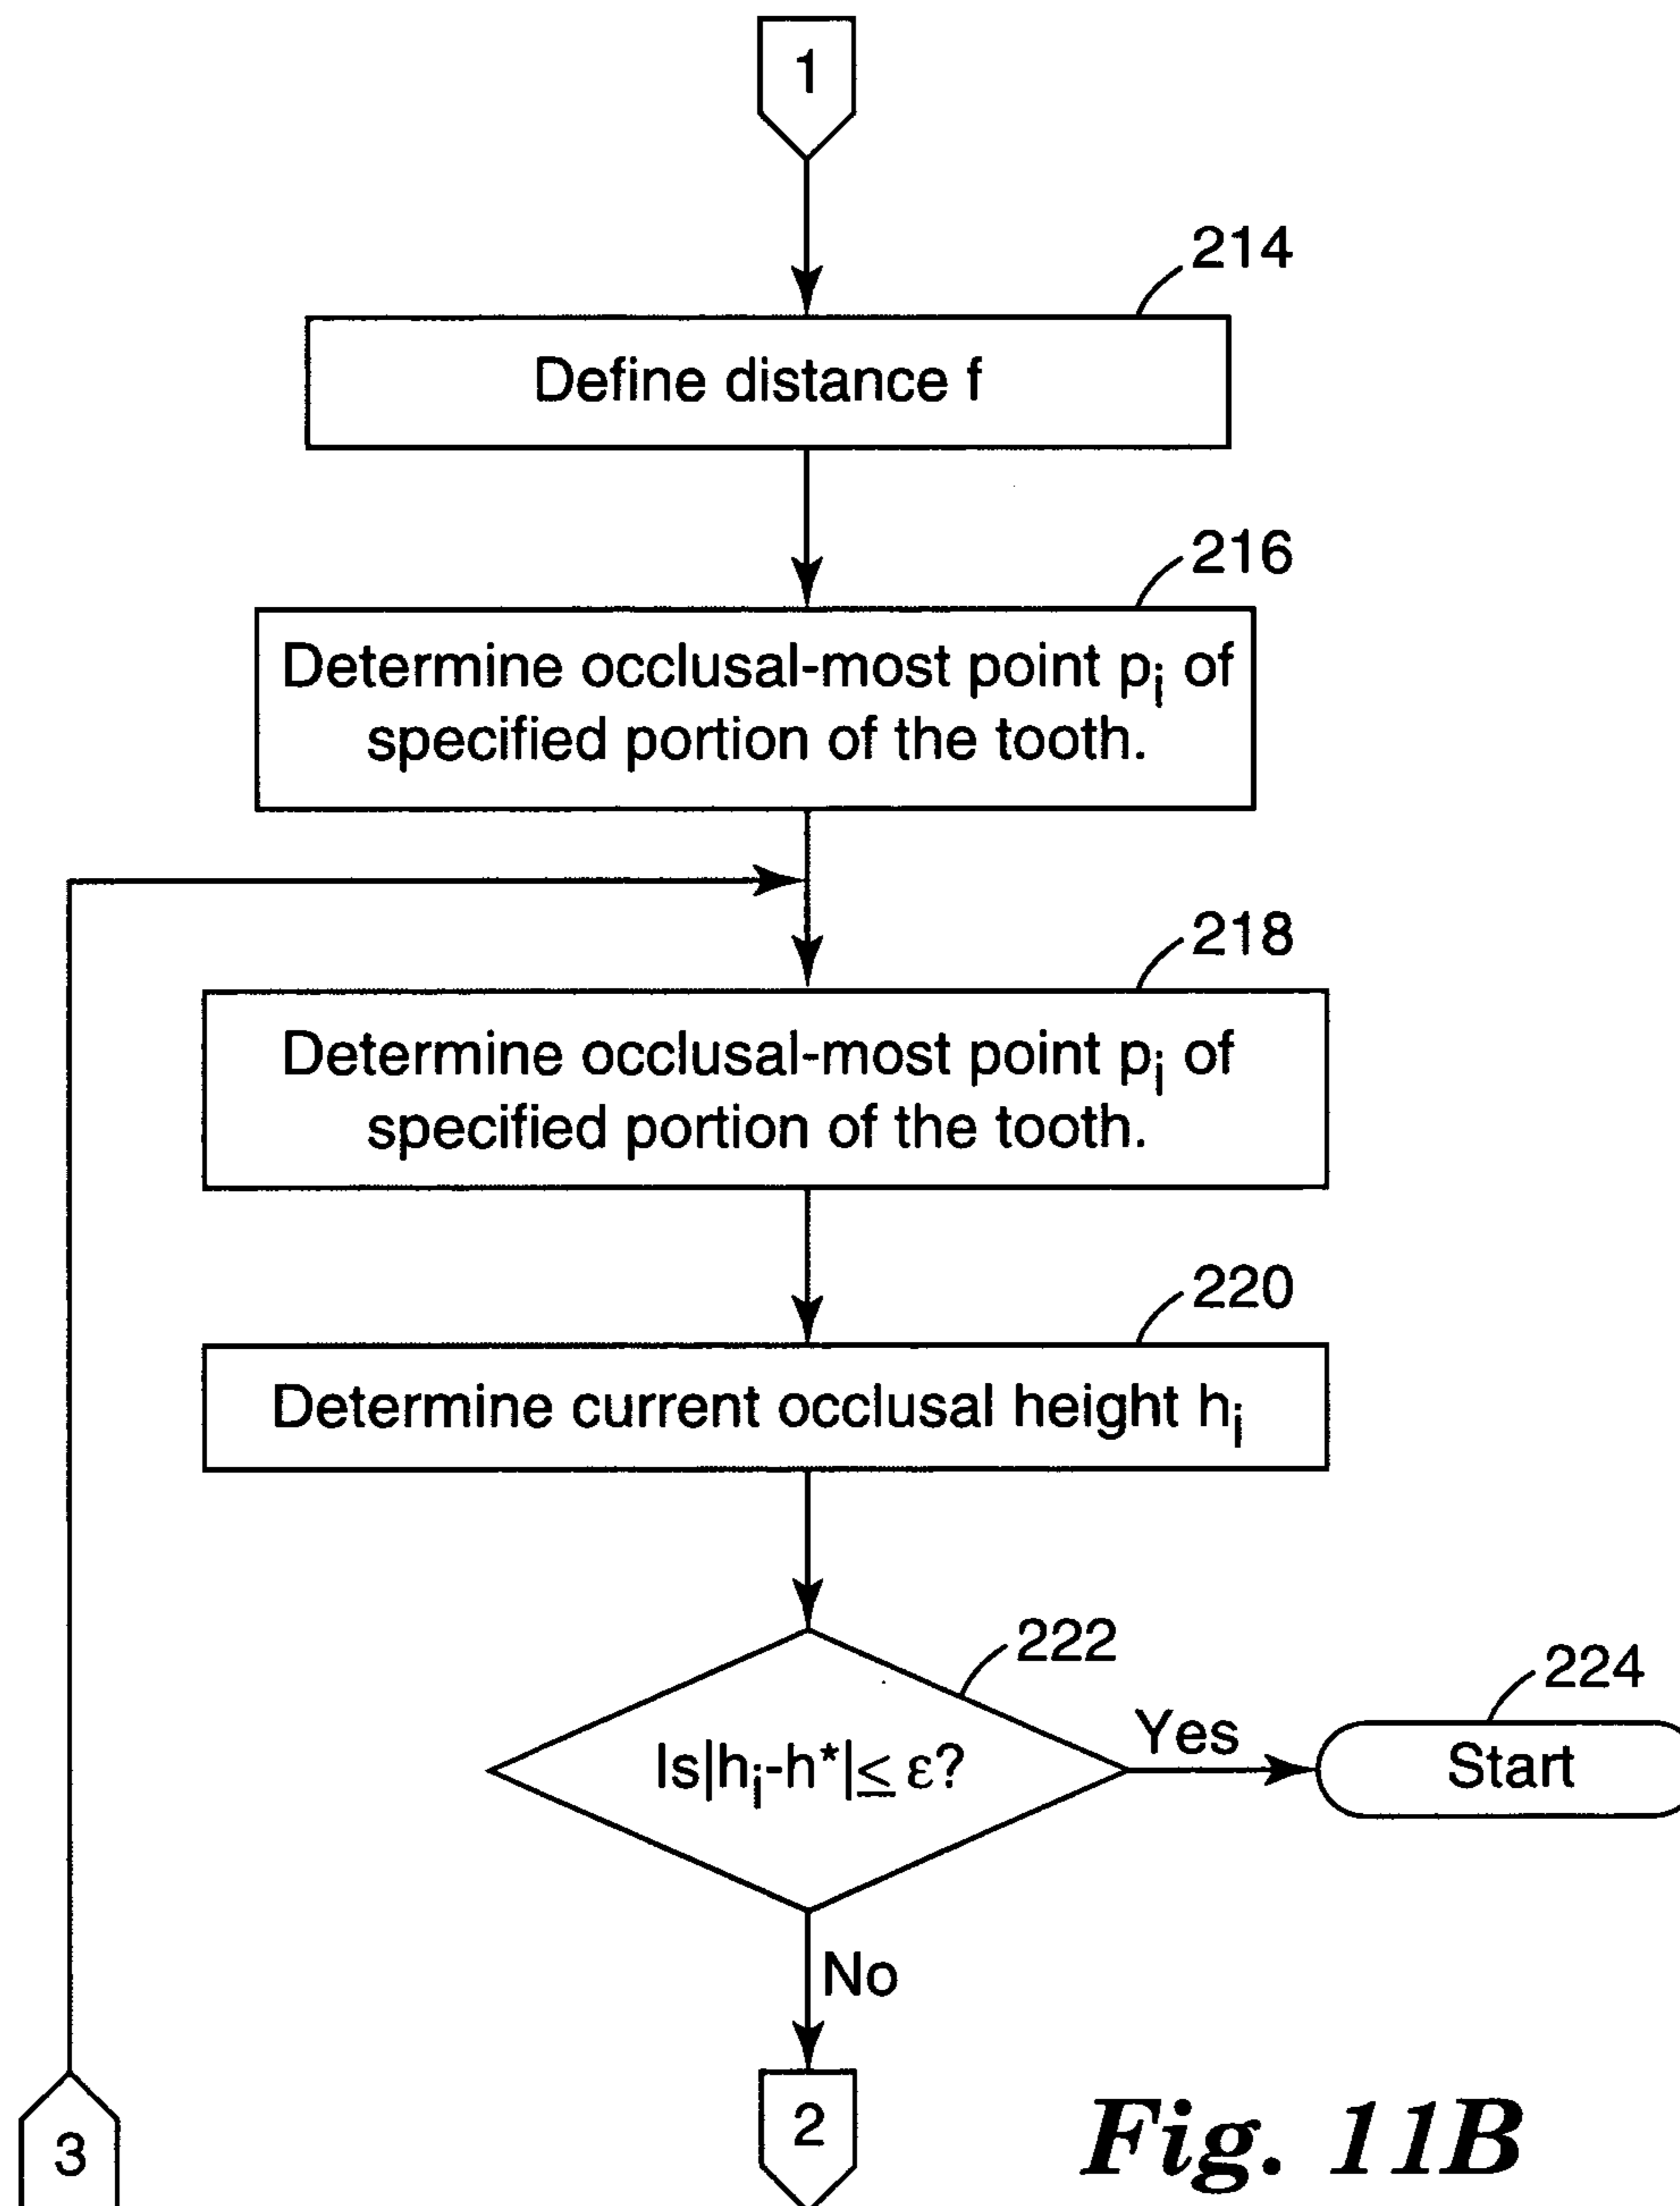 1
214
Define distance f
216
Determine occlusal-most point pᵢ of
specified portion of the tooth.
218
Determine occlusal-most point pᵢ of
specified portion of the tooth.
220
Determine current occlusal height hᵢ
222
Is|hᵢ-h*|≤ ε?
Yes
224
Start
No
2
3
Fig. 11B